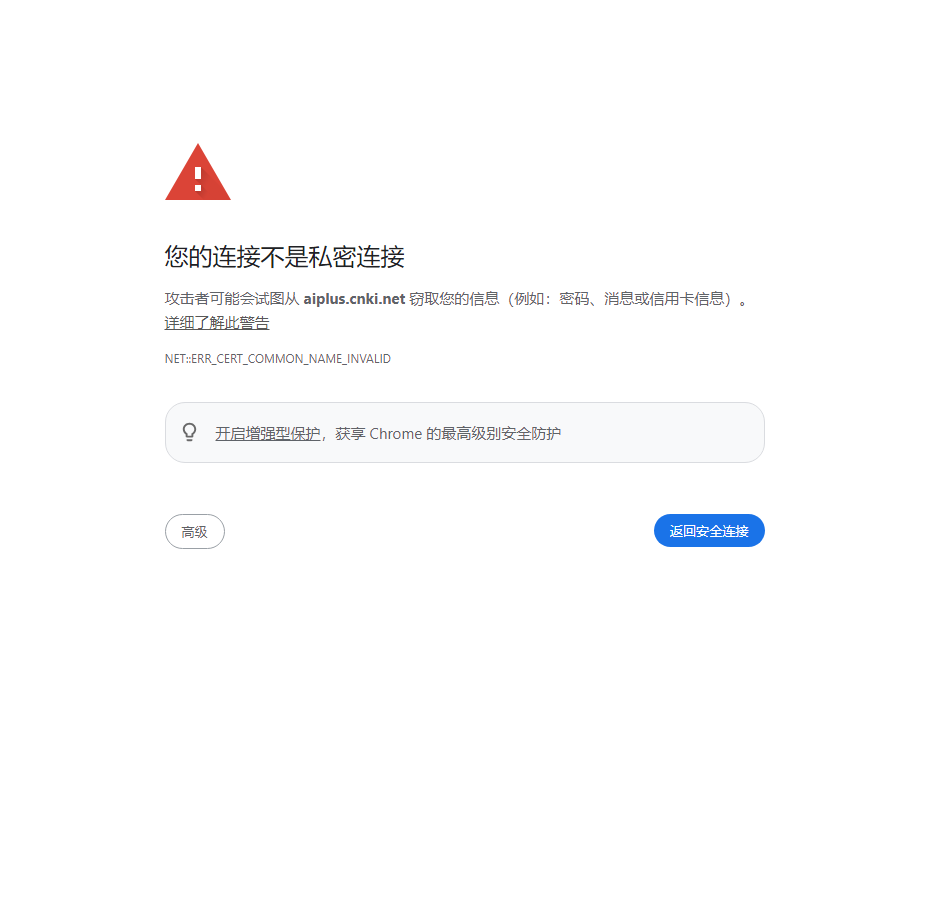 您的连接不是私密连接
攻击者可能会试图从 aiplus.cnki.net 窃取您的信息（例如：密码、消息或信用卡信息）。
详细了解此警告
NET::ERR_CERT_COMMON_NAME_INVALID
开启增强型保护，获享 Chrome 的最高级别安全防护
高级
返回安全连接